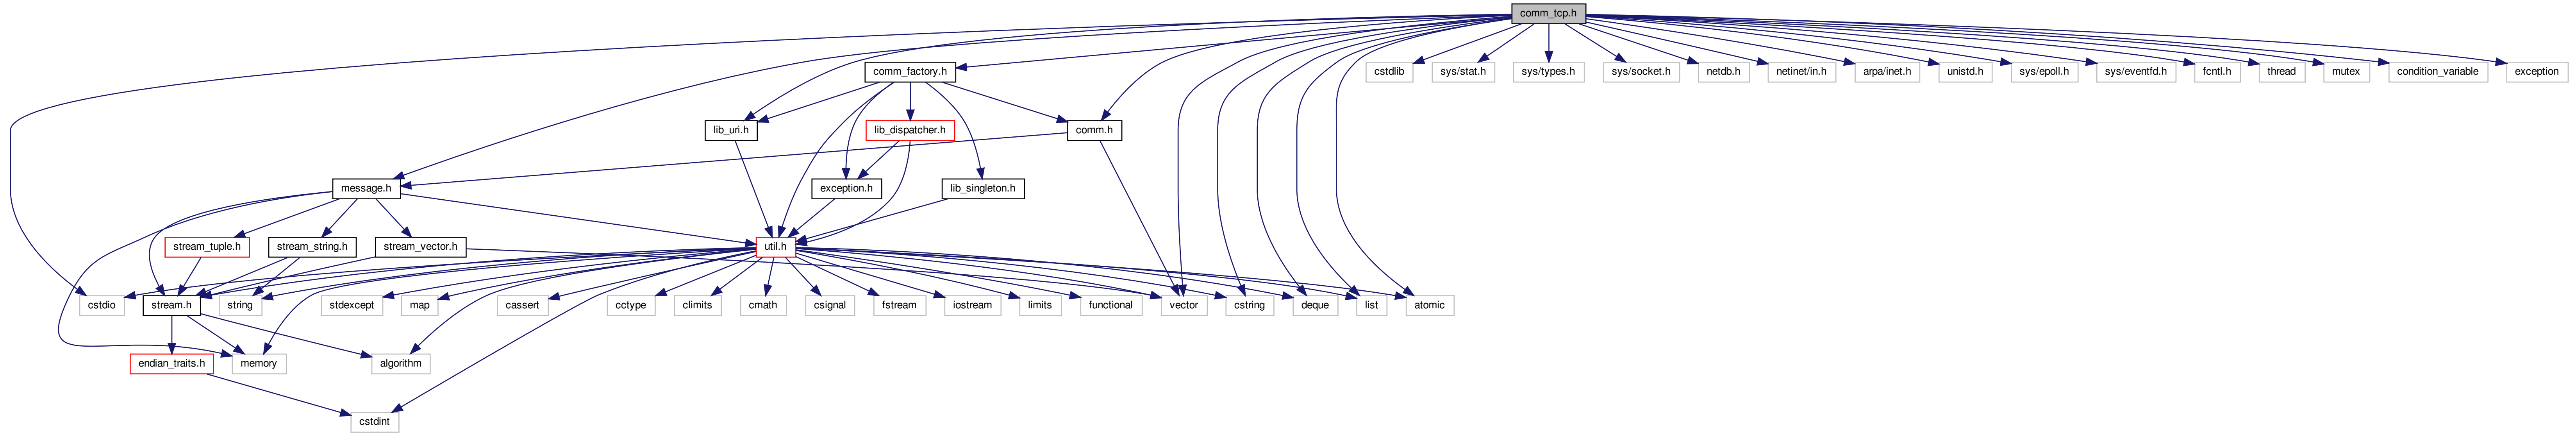 comm_tcp.h
comm_factory.h
cstdlib
sys/stat.h
sys/types.h
sys/socket.h
netdb.h
netinet/in.h
arpa/inet.h
unistd.h
sys/epoll.h
sys/eventfd.h
fcntl.h
thread
mutex
condition_variable
exception
lib_uri.h
lib_dispatcher.h
comm.h
message.h
exception.h
lib_singleton.h
stream_tuple.h
stream_string.h
stream_vector.h
util.h
cstdio
stream.h
string
stdexcept
map
cassert
cctype
climits
cmath
csignal
fstream
iostream
limits
functional
vector
cstring
deque
list
atomic
endian_traits.h
memory
algorithm
cstdint